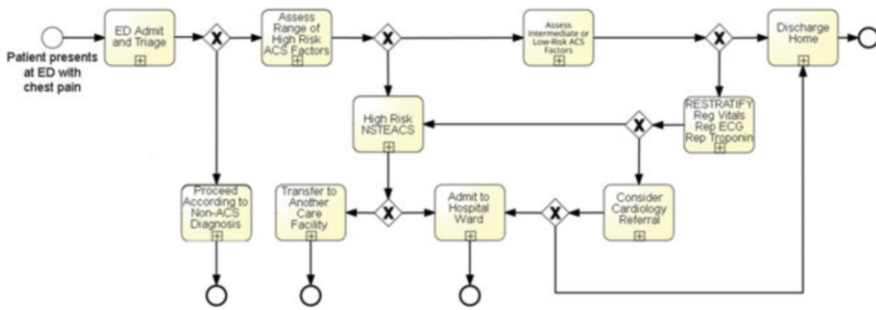 ED Admit
and Triage
X
Assess
Range of
High Risk
ACS Factors
X
Assess
Intermediate or
Low-Risk ACS
Factors
X
Discharge
Home
Patient presents
at ED with
chest pain
High Risk
NSTEACS
X
RESTRATIFY
Reg Vitals
Rep ECG
Rep Troponin
Proceed
According to
Non-ACS
Diagnosis
Transfer to
Another
Care
Facility
X
Admit to
Hospital
Ward
X
Consider
Cardiology
Referral